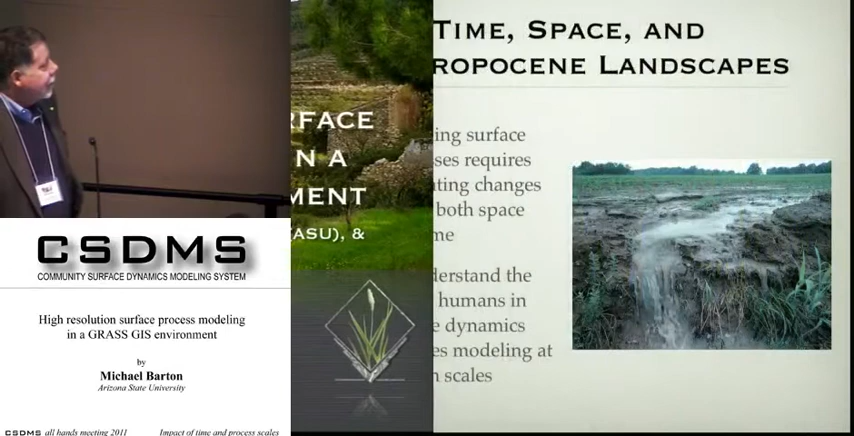 CSDMS
COMMUNITY SURFACE DYNAMICS MODELING SYSTEM
High resolution surface process modeling
in a GRASS GIS environment
by
Michael Barton
Arizona State University
CSDMS all hands meeting 2011
Impact of time and process scales
RFACE
N A
MENT
(ASU), &
TIME, SPACE, AND
ROPOCENE LANDSCAPES
ing surface
ses requires
ting changes
both space
me
derstand the
humans in
e dynamics
es modeling at
scales